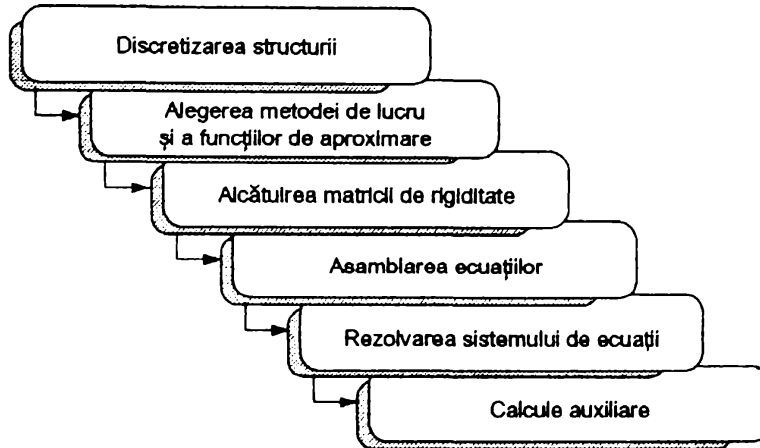 Discretizarea structurii
Alegerea metodei de lucru
și a funcțiilor de aproximare
Alcătuirea matricii de rigiditate
Asamblarea ecuațiilor
Rezolvarea sistemului de ecuații
Calcule auxiliare